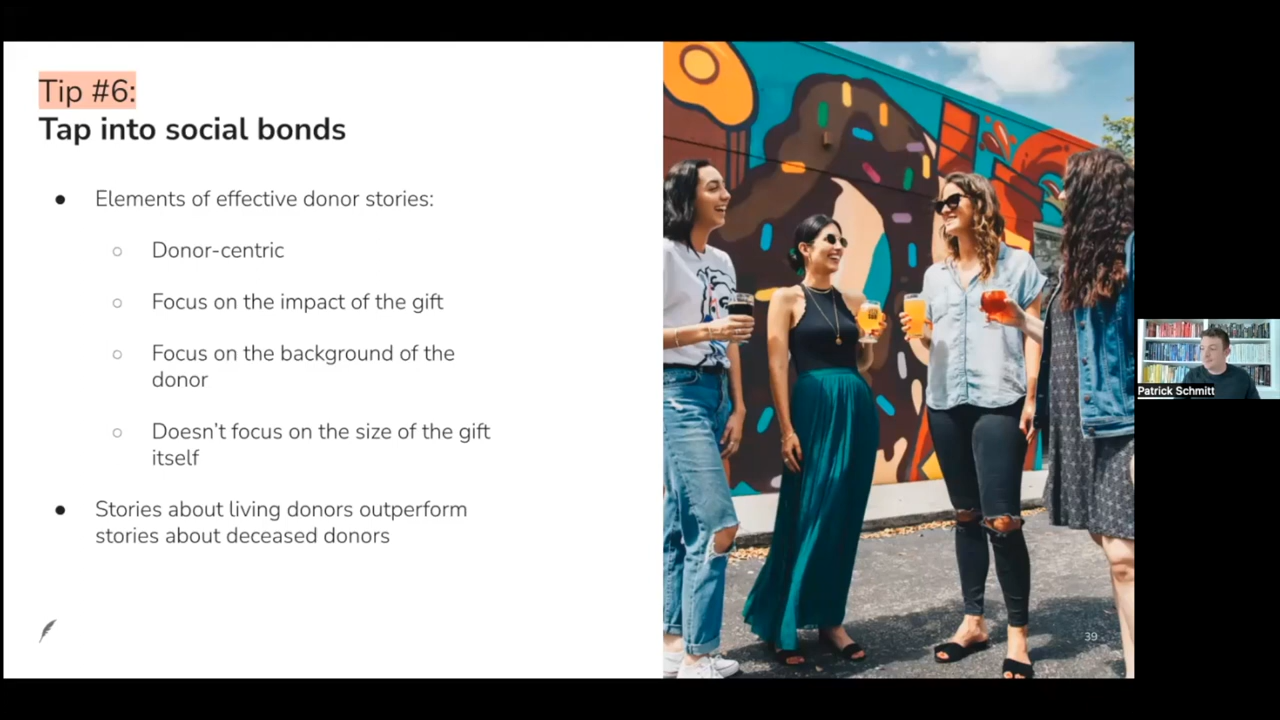 Tip #6:
Tap into social bonds
● Elements of effective donor stories:
○ Donor-centric
○ Focus on the impact of the gift
○ Focus on the background of the
donor
○ Doesn't focus on the size of the gift
itself
● Stories about living donors outperform
stories about deceased donors
39
Patrick Schmitt